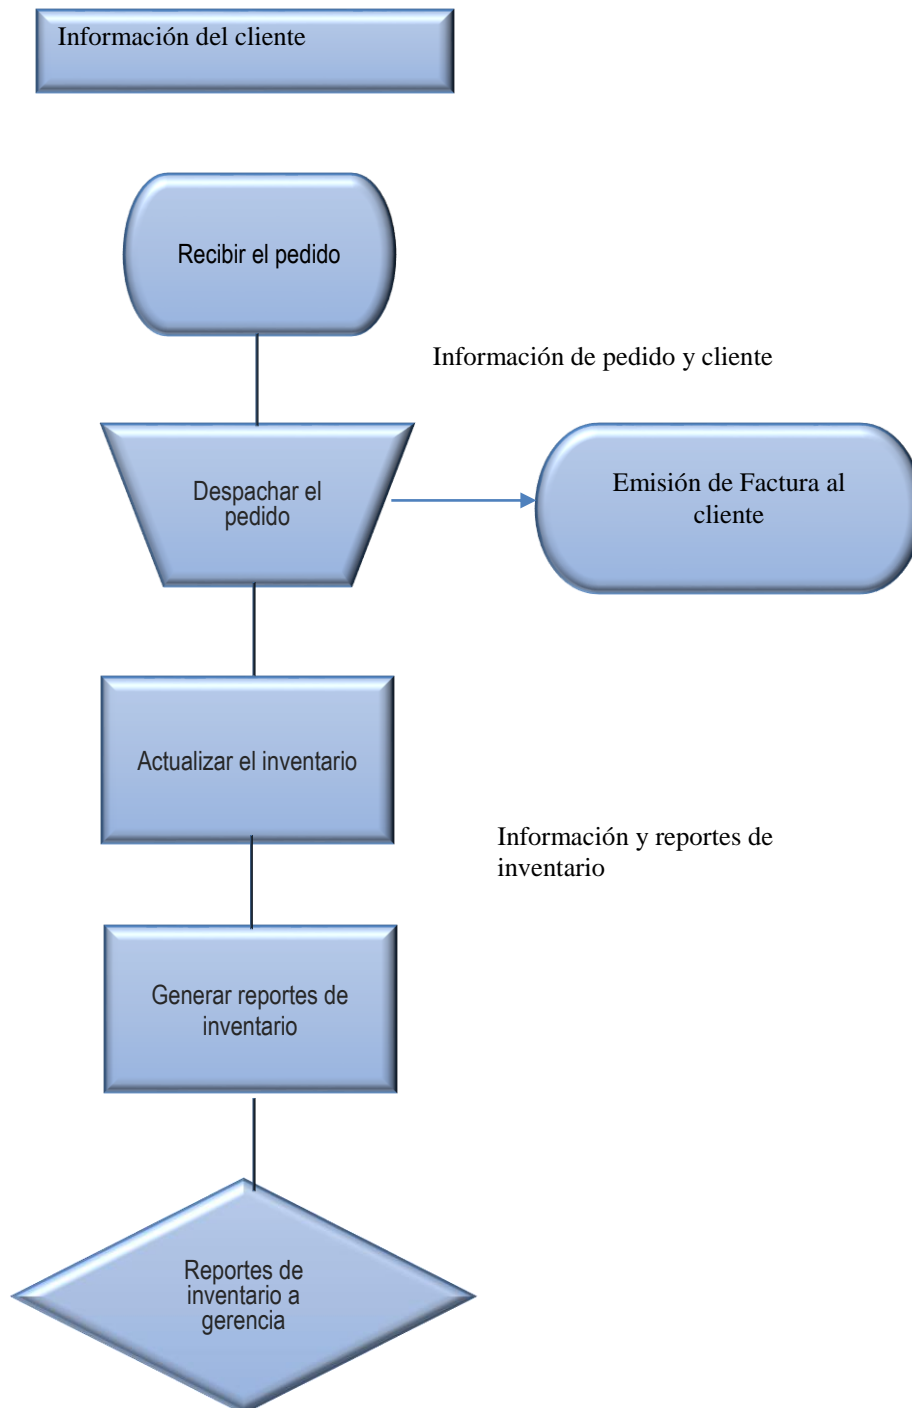 Información del cliente
Recibir el pedido
Información de pedido y cliente
Despachar el
pedido
Emisión de Factura al
cliente
Actualizar el inventario
Información y reportes de
inventario
Generar reportes de
inventario
Reportes de
inventario a
gerencia